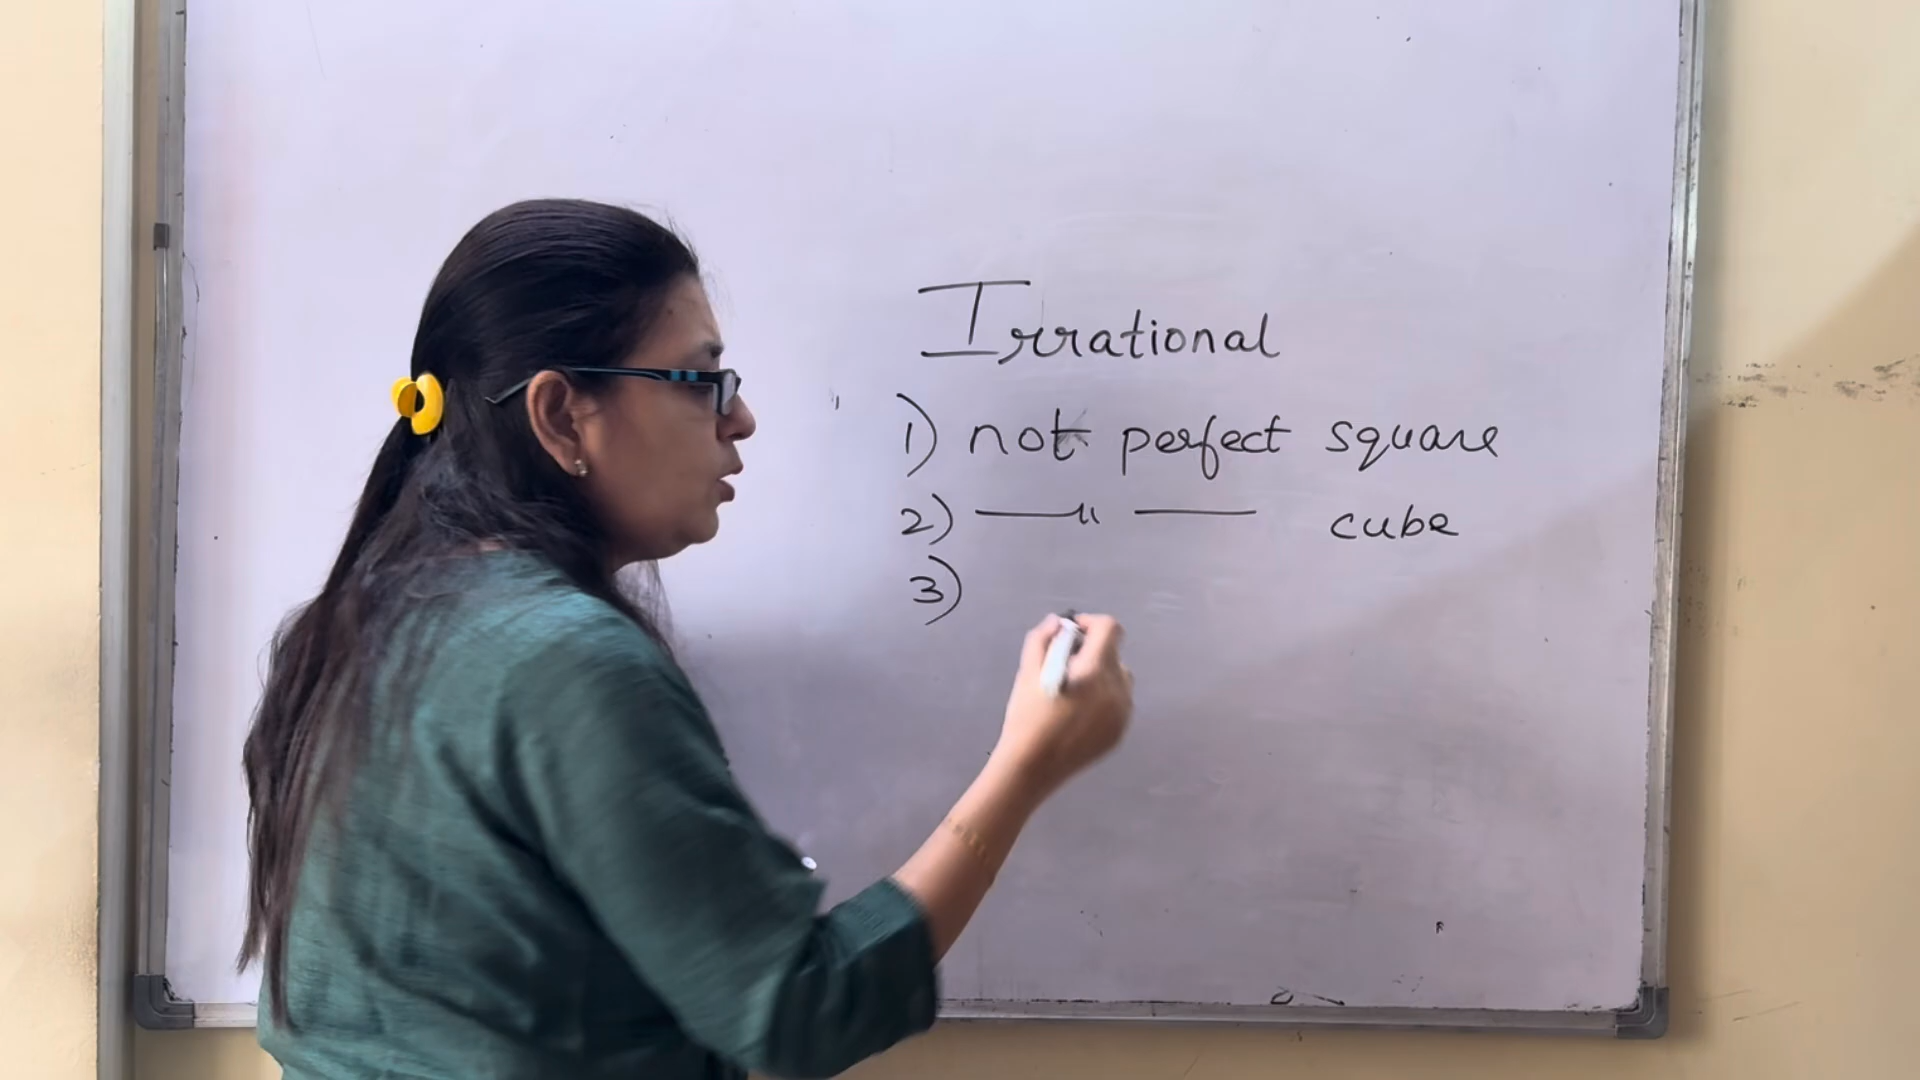 Irrational
1) not perfect square
2) —〃— cube
3)